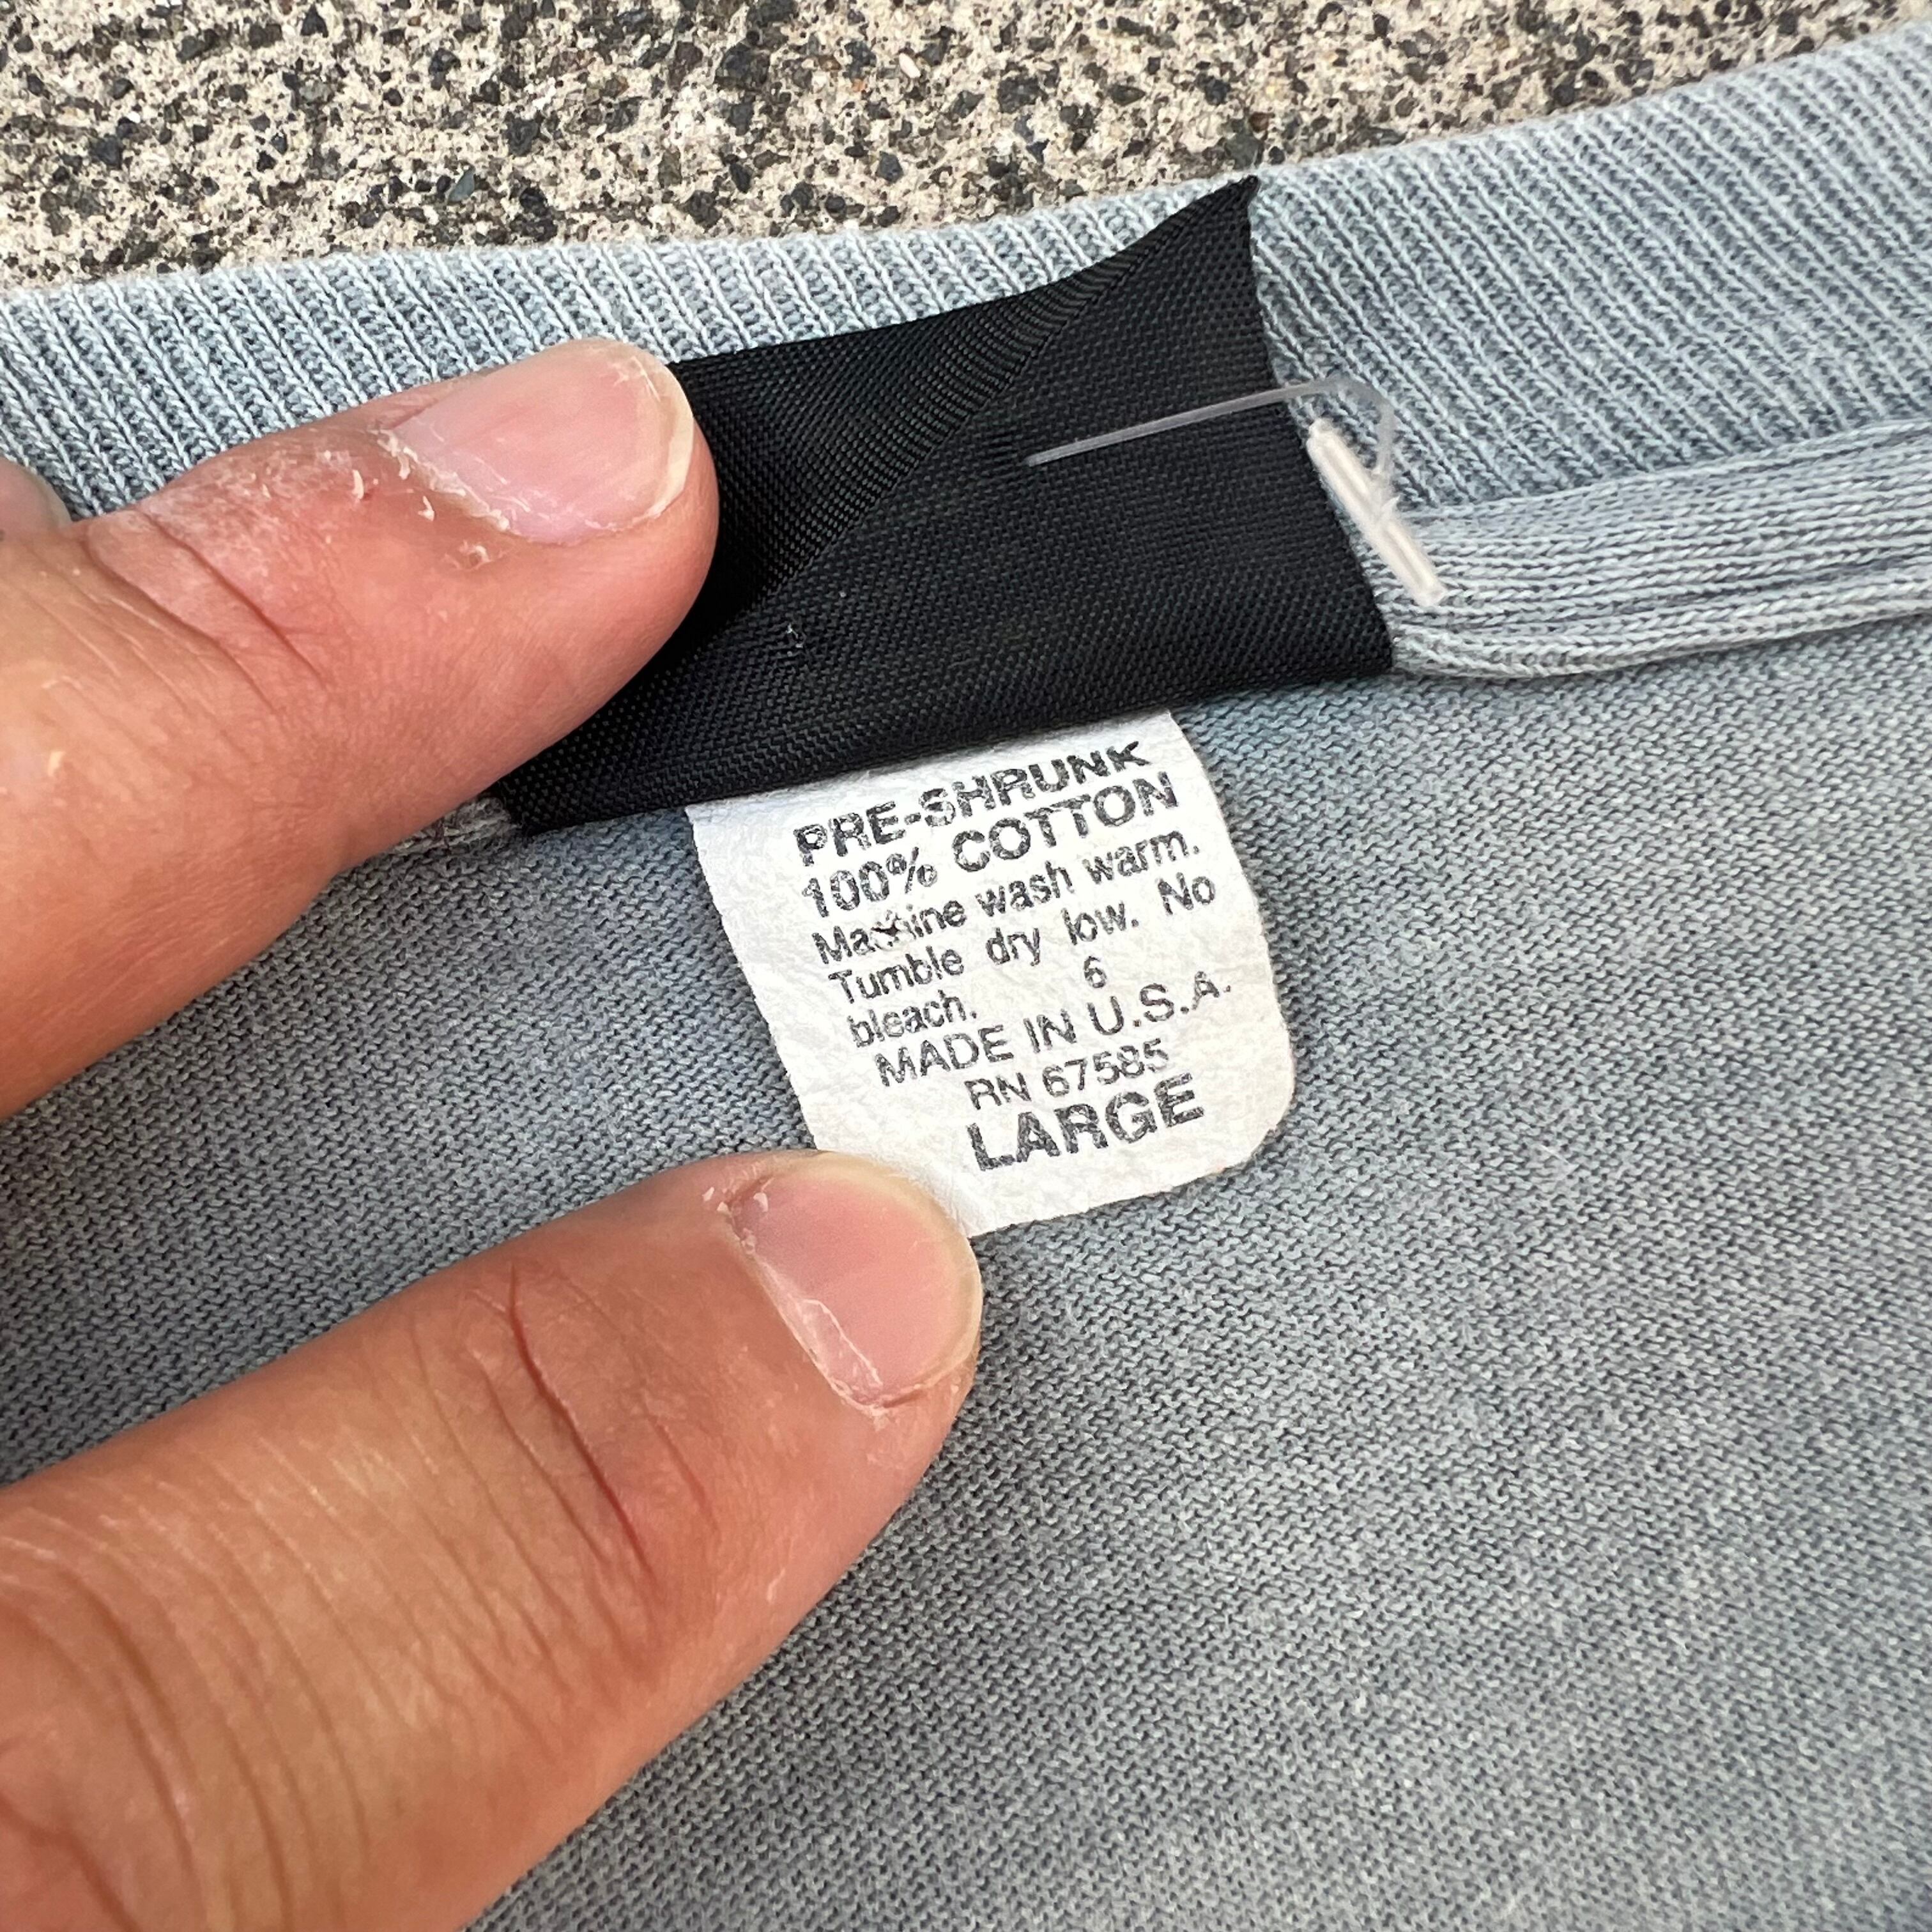 PRE-SHRUNK
100% COTTON
Machine wash warm.
Tumble dry low. No
bleach. 6
MADE IN U.S.A.
RN 67585
LARGE